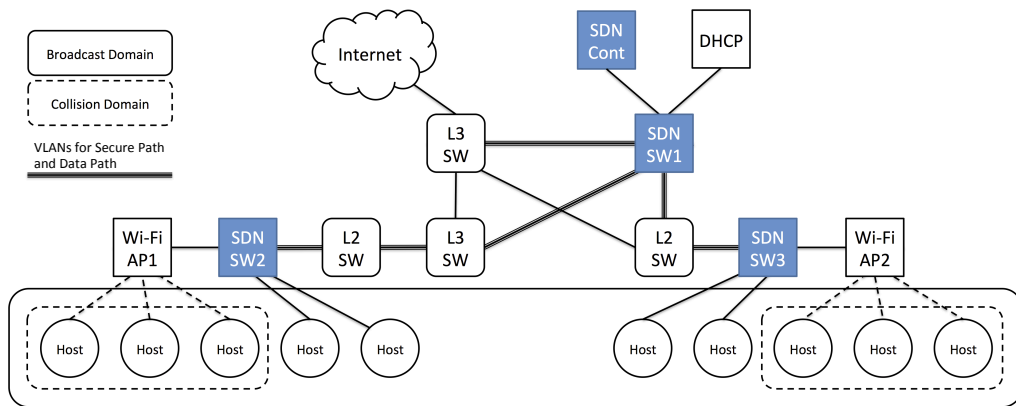 Broadcast Domain
Collision Domain
VLANs for Secure Path
and Data Path
Internet
SDN
Cont
DHCP
L3
SW
SDN
SW1
Wi-Fi
AP1
SDN
SW2
L2
SW
L3
SW
L2
SW
SDN
SW3
Wi-Fi
AP2
Host
Host
Host
Host
Host
Host
Host
Host
Host
Host